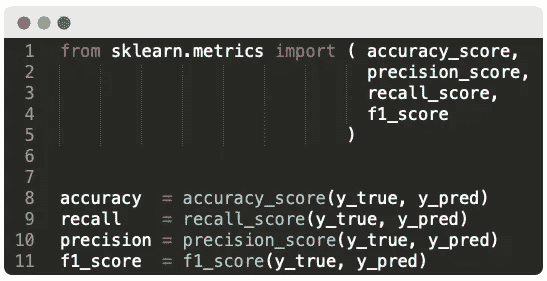 1 from sklearn.metrics import ( accuracy_score,
2 precision_score,
3 recall_score,
4 f1_score
5 )
6
7
8 accuracy = accuracy_score(y_true, y_pred)
9 recall = recall_score(y_true, y_pred)
10 precision = precision_score(y_true, y_pred)
11 f1_score = f1_score(y_true, y_pred)